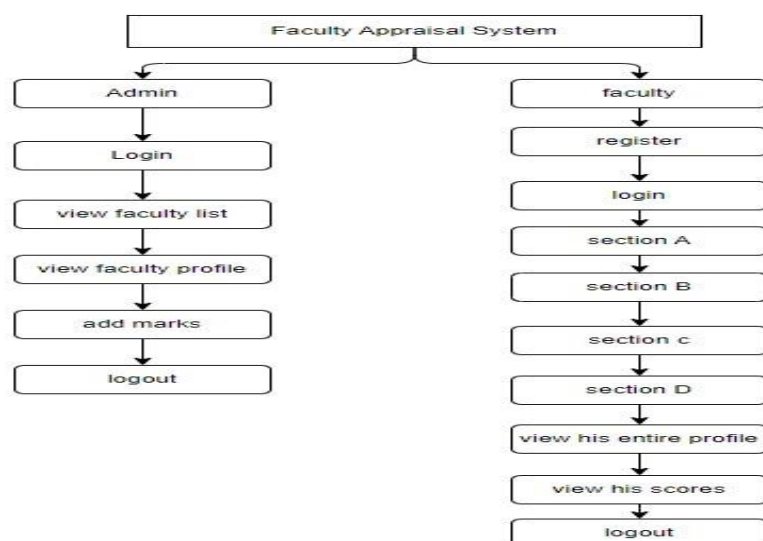 Faculty Appraisal System
Admin
Login
view faculty list
view faculty profile
add marks
logout
faculty
register
login
section A
section B
section c
section D
view his entire profile
view his scores
logout